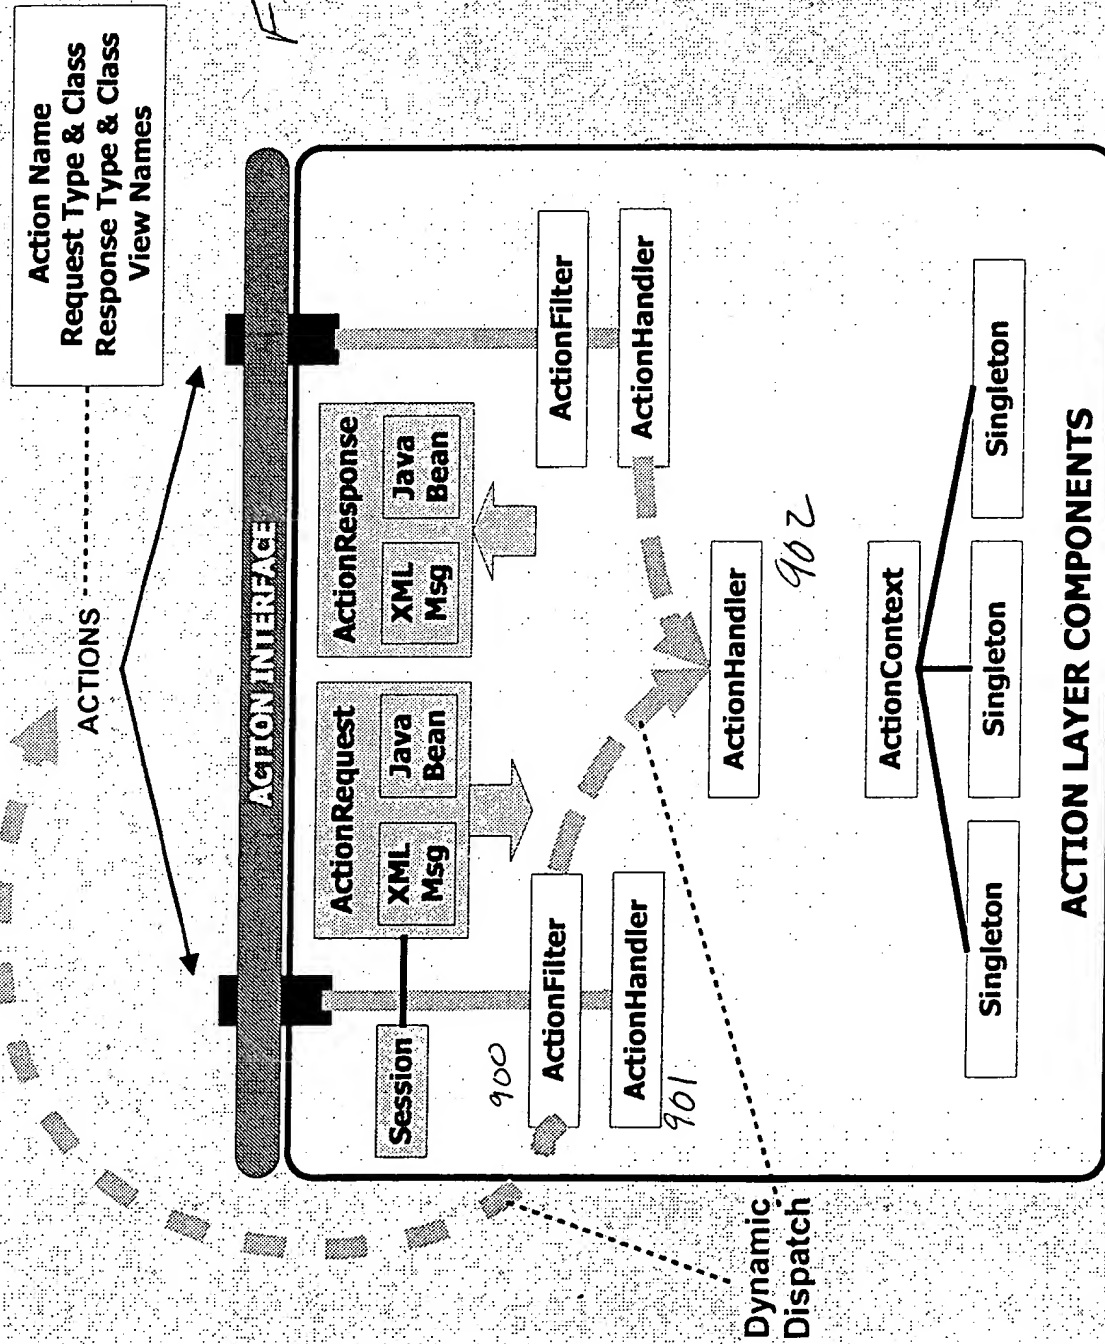 Action Name
Request Type & Class
Response Type & Class
View Names
ACTIONS
ACTION INTERFACE
Session
ActionRequest
XML
Msg
Java
Bean
ActionResponse
XML
Msg
Java
Bean
900
ActionFilter
ActionHandler
901
ActionFilter
ActionHandler
Dynamic
Dispatch
ActionHandler
902
ActionContext
Singleton
Singleton
Singleton
ACTION LAYER COMPONENTS